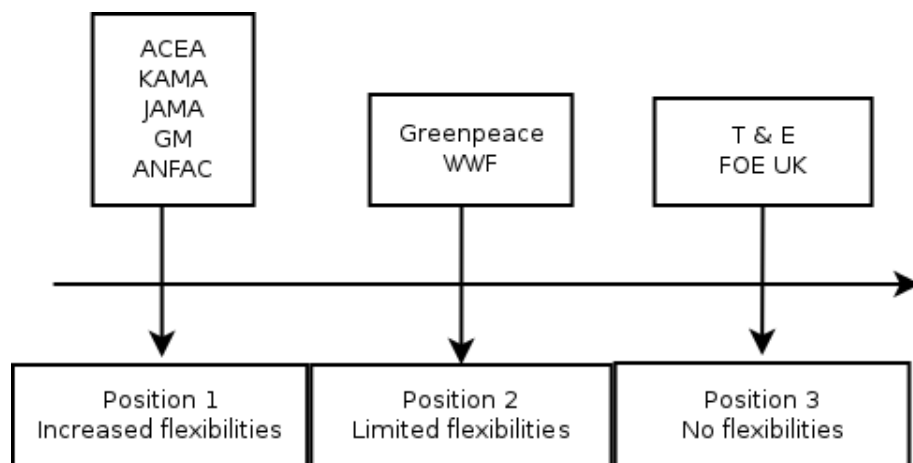 ACEA
KAMA
JAMA
GM
ANFAC
Greenpeace
WWF
T & E
FOE UK
Position 1
Increased flexibilities
Position 2
Limited flexibilities
Position 3
No flexibilities